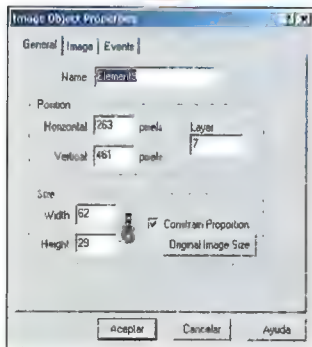 Image Object Properties
General Image Events
Name Element6
Position
Horizontal 263 pixels Layer
Vertical 461 pixels 7
Size
Width 62
Constrain Proportion
Height 29 Original Image Size
Aceptar Cancelar Ayuda